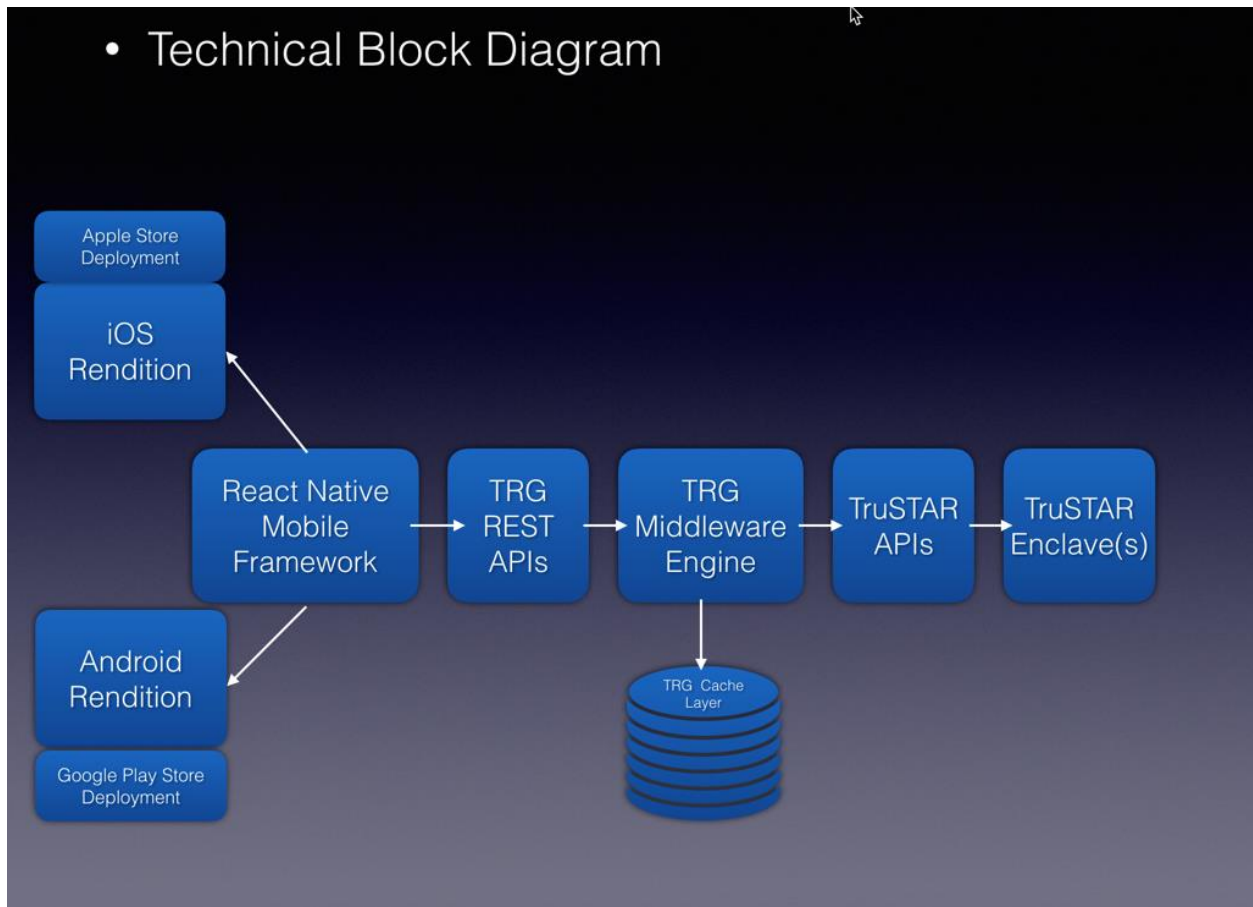 • Technical Block Diagram
Apple Store
Deployment
iOS
Rendition
React Native
Mobile
Framework
TRG
REST
APIs
TRG
Middleware
Engine
TruSTAR
APIs
TruSTAR
Enclave(s)
Android
Rendition
Google Play Store
Deployment
TRG Cache
Layer